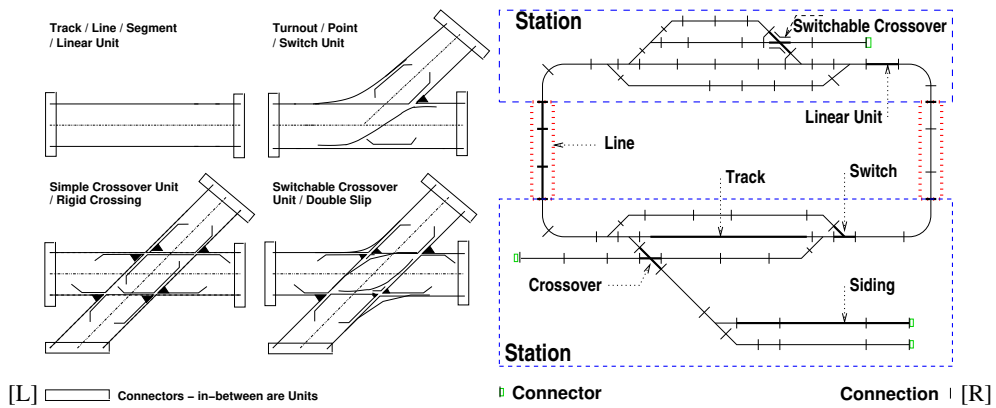 Track / Line / Segment
/ Linear Unit
Turnout / Point
/ Switch Unit
Simple Crossover Unit
/ Rigid Crossing
Switchable Crossover
Unit / Double Slip
[L]
Connectors − in−between are Units
Station
Switchable Crossover
Linear Unit
Line
Track
Switch
Crossover
Siding
Station
Connector
Connection
[R]